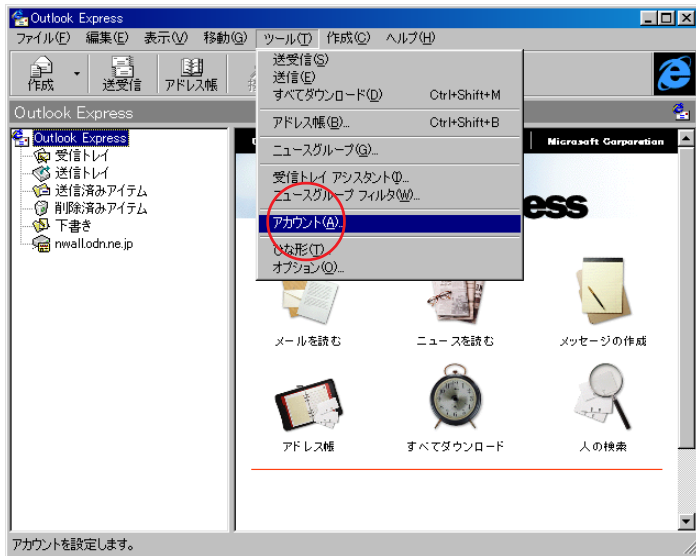 Outlook Express
ファイル(F) 編集(E) 表示(V) 移動(G) ツール(T) 作成(C) ヘルプ(H)
作成 送受信 アドレス帳
送受信(S)
送信(E)
すべてダウンロード(D) Ctrl+Shift+M
アドレス帳(B)... Ctrl+Shift+B
ニュースグループ(G)...
受信トレイ アシスタント(I)...
ニュースグループ フィルタ(W)...
アカウント(A)...
ひな形(T)
オプション(O)...
Outlook Express
Outlook Express
受信トレイ
送信トレイ
送信済みアイテム
削除済みアイテム
下書き
nwall.odn.ne.jp
Microsoft Corporation
ess
メールを読む ニュースを読む メッセージの作成
アドレス帳 すべてダウンロード 人の検索
アカウントを設定します。